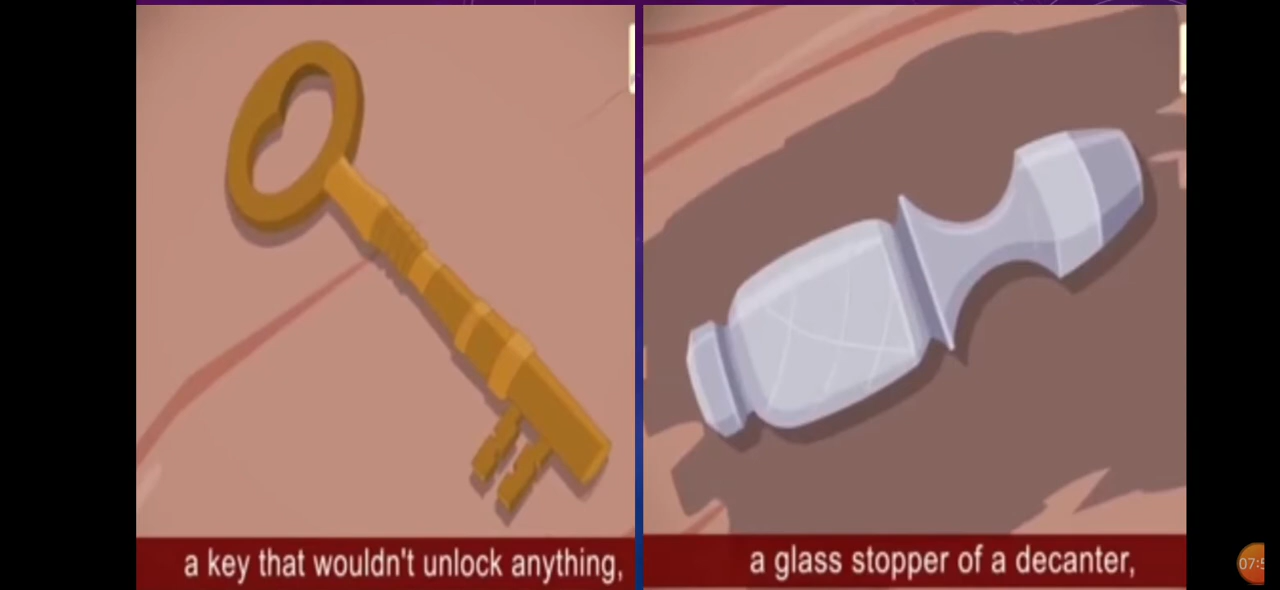 a key that wouldn't unlock anything,
a glass stopper of a decanter,